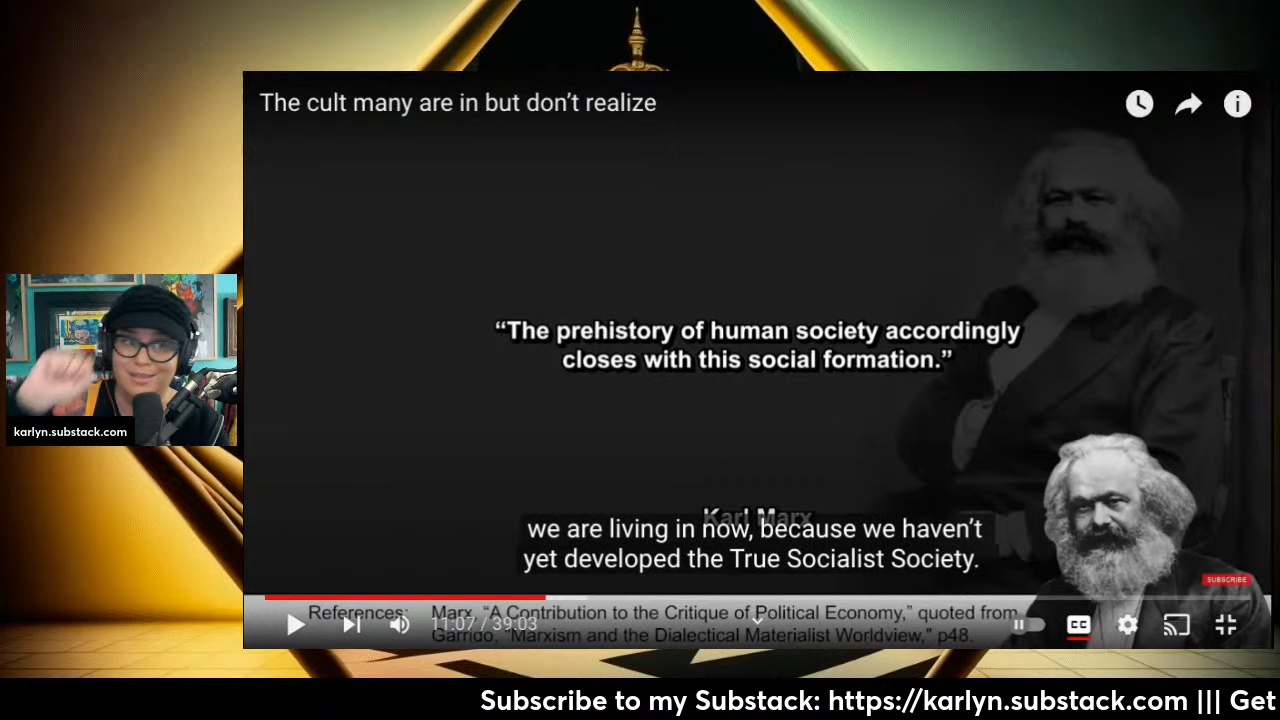 The cult many are in but don’t realize
“The prehistory of human society accordingly
closes with this social formation.”
Karl Marx
we are living in now, because we haven’t
yet developed the True Socialist Society.
SUBSCRIBE
References: Marx, “A Contribution to the Critique of Political Economy,” quoted from
Garrido, “Marxism and the Dialectical Materialist Worldview,” p48.
11:07 / 39:03
CC
karlyn.substack.com
Subscribe to my Substack: https://karlyn.substack.com ||| Get